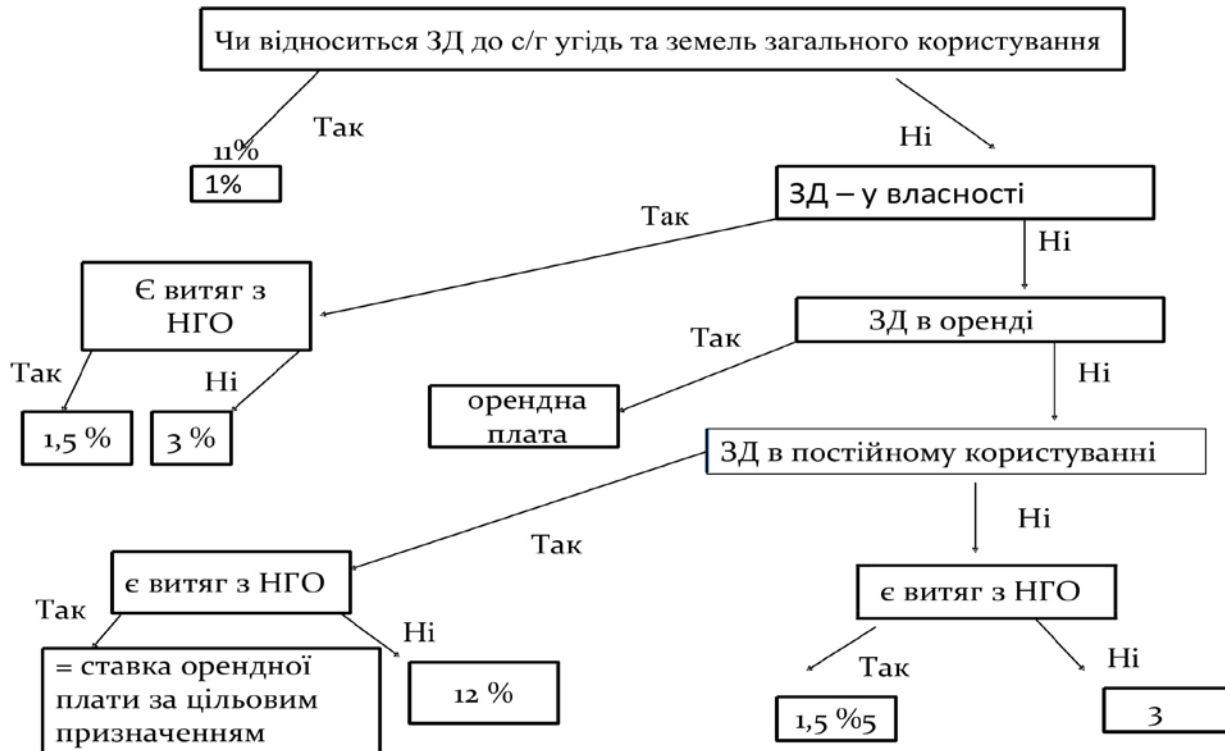 Чи відноситься ЗД до с/г угідь та земель загального користування
Так
Ні
11%
1%
ЗД – у власності
Так
Ні
Є витяг з
НГО
ЗД в оренді
Так
Ні
Так
Ні
1,5 %
3 %
орендна
плата
ЗД в постійному користуванні
Так
Ні
є витяг з НГО
є витяг з НГО
Так
Ні
Так
Ні
= ставка орендної
плати за цільовим
призначенням
12 %
1,5 %5
3